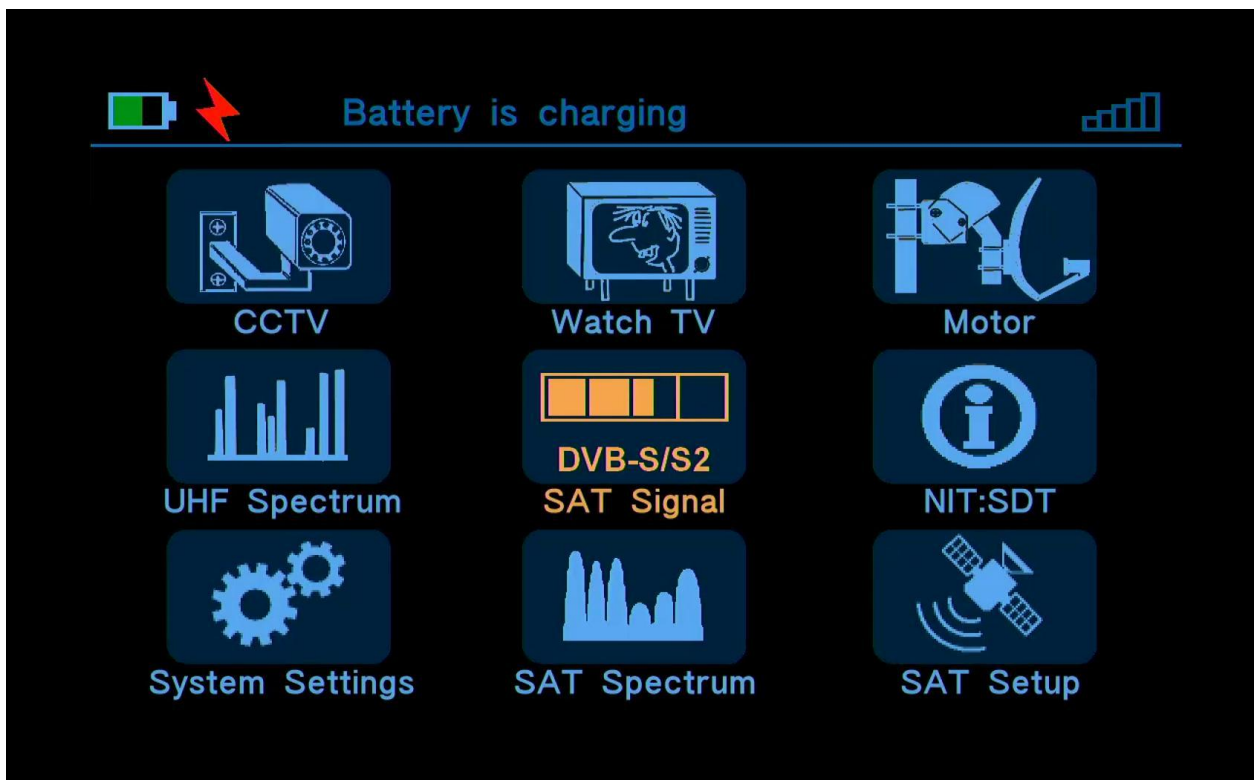 Battery is charging
CCTV
Watch TV
Motor
DVB-S/S2
UHF Spectrum
SAT Signal
NIT:SDT
System Settings
SAT Spectrum
SAT Setup